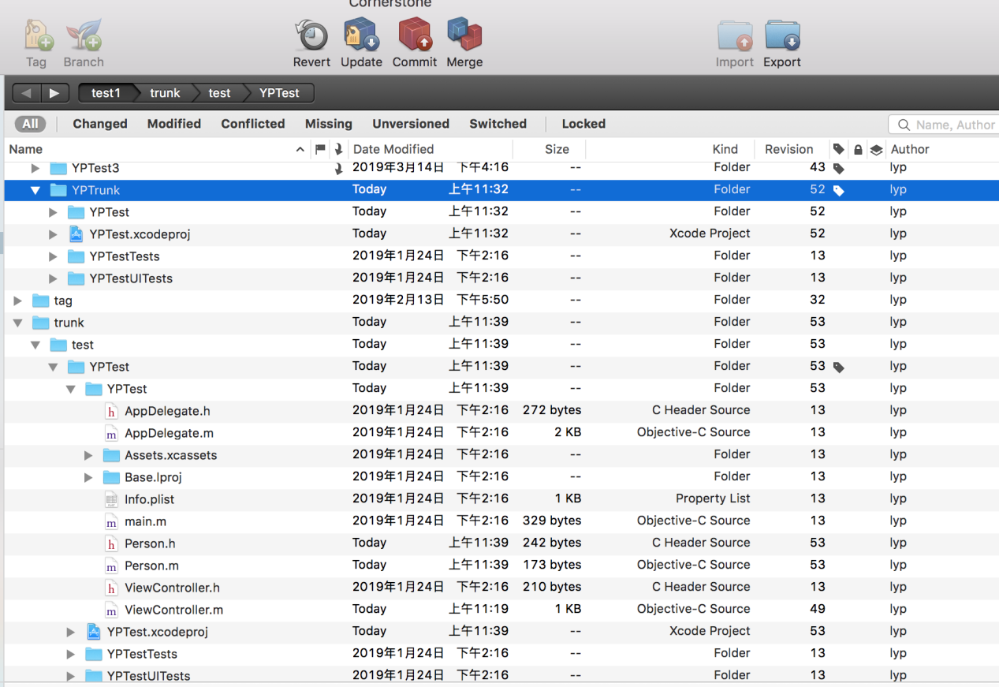 Cornerstone
Tag Branch Revert Update Commit Merge Import Export
test1 trunk test YPTest
All Changed Modified Conflicted Missing Unversioned Switched Locked Name, Author
Name Date Modified Size Kind Revision Author
YPTest3 2019年3月14日 下午4:16 -- Folder 43 lyp
YPTrunk Today 上午11:32 -- Folder 52 lyp
YPTest Today 上午11:32 -- Folder 52 lyp
YPTest.xcodeproj Today 上午11:32 -- Xcode Project 52 lyp
YPTestTests 2019年1月24日 下午2:16 -- Folder 13 lyp
YPTestUITests 2019年1月24日 下午2:16 -- Folder 13 lyp
tag 2019年2月13日 下午5:50 -- Folder 32 lyp
trunk Today 上午11:39 -- Folder 53 lyp
test Today 上午11:39 -- Folder 53 lyp
YPTest Today 上午11:39 -- Folder 53 lyp
YPTest Today 上午11:39 -- Folder 53 lyp
h AppDelegate.h 2019年1月24日 下午2:16 272 bytes C Header Source 13 lyp
m AppDelegate.m 2019年1月24日 下午2:16 2 KB Objective-C Source 13 lyp
Assets.xcassets 2019年1月24日 下午2:16 -- Folder 13 lyp
Base.lproj 2019年1月24日 下午2:16 -- Folder 13 lyp
Info.plist 2019年1月24日 下午2:16 1 KB Property List 13 lyp
m main.m 2019年1月24日 下午2:16 329 bytes Objective-C Source 13 lyp
h Person.h Today 上午11:39 242 bytes C Header Source 53 lyp
m Person.m Today 上午11:39 173 bytes Objective-C Source 53 lyp
h ViewController.h 2019年1月24日 下午2:16 210 bytes C Header Source 13 lyp
m ViewController.m Today 上午11:19 1 KB Objective-C Source 49 lyp
YPTest.xcodeproj Today 上午11:39 -- Xcode Project 53 lyp
YPTestTests 2019年1月24日 下午2:16 -- Folder 13 lyp
YPTestUITests 2019年1月24日 下午2:16 -- Folder 13 lyp